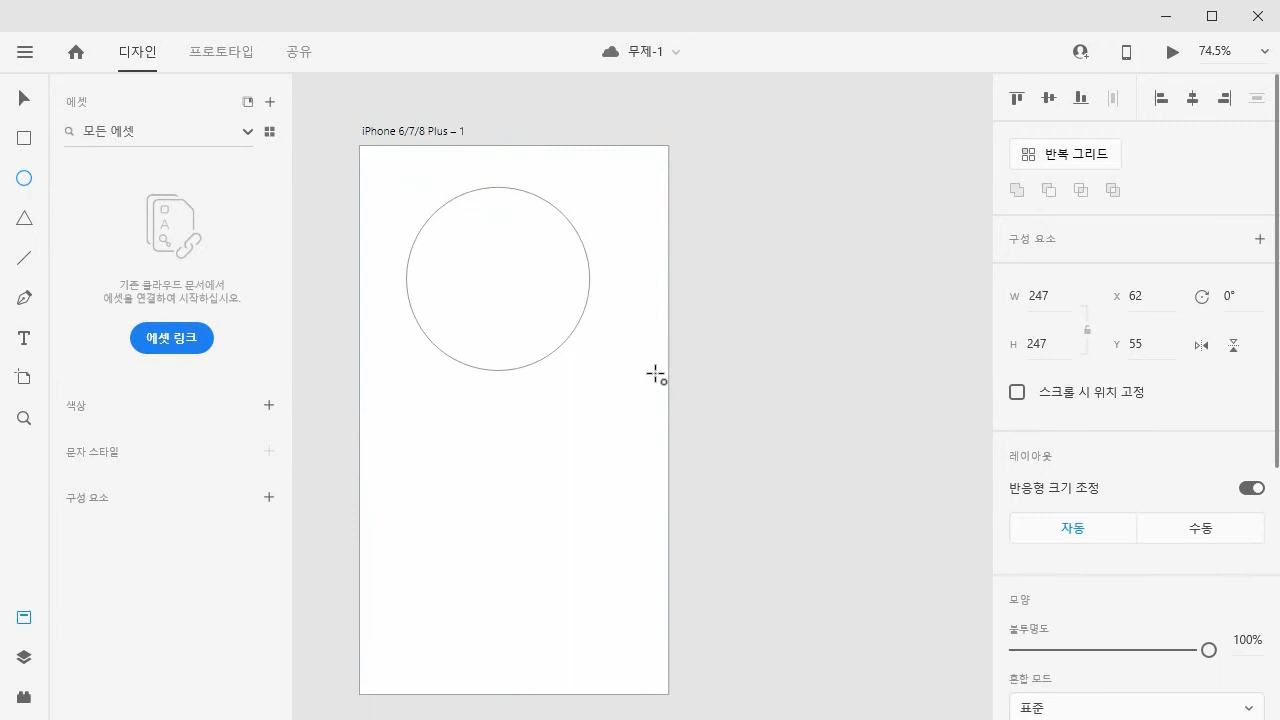 디자인
프로토타입
공유
무제-1
74.5%
에셋
모든 에셋
A
기존 클라우드 문서에서
에셋을 연결하여 시작하십시오.
에셋 링크
색상
문자 스타일
구성 요소
iPhone 6/7/8 Plus – 1
반복 그리드
구성 요소
W 247
X 62
0°
H 247
Y 55
스크롤 시 위치 고정
레이아웃
반응형 크기 조정
자동
수동
모양
불투명도
100%
혼합 모드
표준